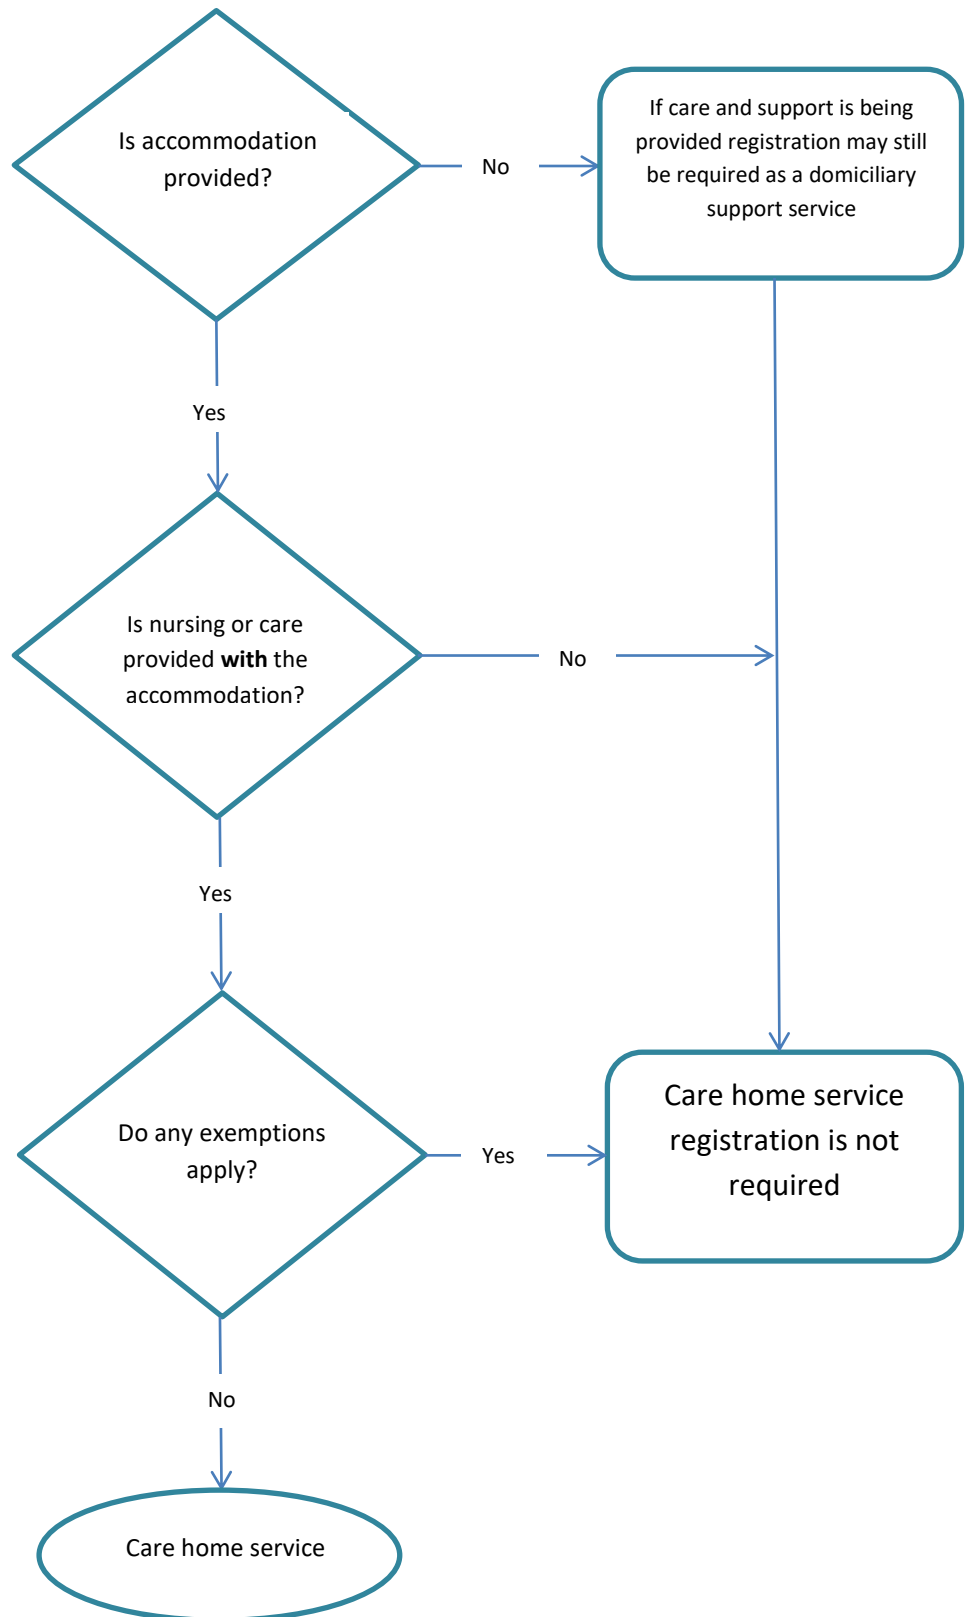 Is accommodation
provided?
No
If care and support is being
provided registration may still
be required as a domiciliary
support service
Yes
Is nursing or care
provided with the
accommodation?
No
Yes
Do any exemptions
apply?
Yes
Care home service
registration is not
required
No
Care home service